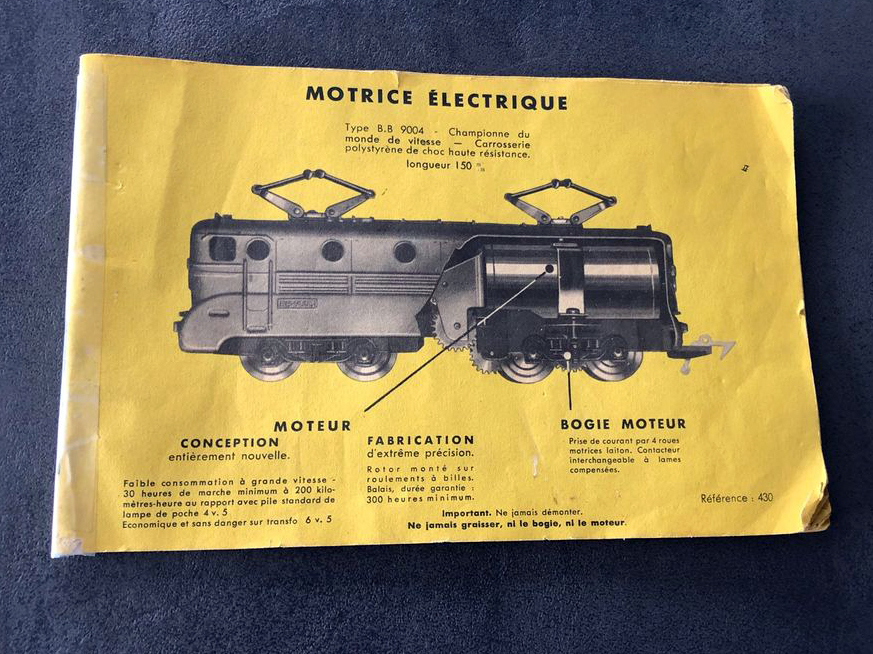 MOTRICE ÉLECTRIQUE
Type B.B 9004 - Championne du
monde de vitesse — Carrosserie
polystyrène de choc haute résistance.
longueur 150
MOTEUR
CONCEPTION
entièrement nouvelle.
Faible consommation à grande vitesse -
30 heures de marche minimum à 200 kilo-
mètres-heure au rapport avec pile standard de
lampe de poche 4 v. 5
Economique et sans danger sur transfo 6 v. 5
FABRICATION
d'extrême précision.
Rotor monté sur
roulements à billes.
Balais, durée garantie :
300 heures minimum.
BOGIE MOTEUR
Prise de courant par 4 roues
motrices laiton. Contacteur
interchangeable à lames
compensées.
Référence : 430
Important. Ne jamais démonter.
Ne jamais graisser, ni le bogie, ni le moteur.